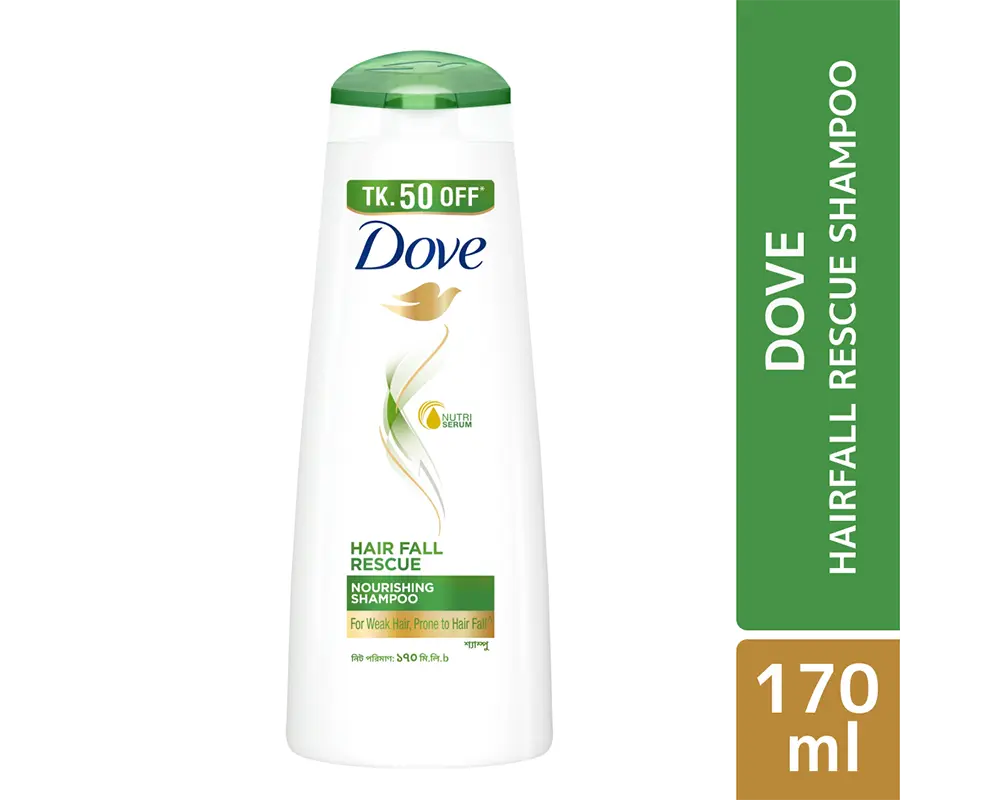 TK. 50 OFF*
Dove
NUTRI
SERUM
HAIR FALL
RESCUE
NOURISHING
SHAMPOO
For Weak Hair, Prone to Hair Fall^
শ্যাম্পু
নিট পরিমাণ: ১৭০ মি.লি.b
DOVE
HAIRFALL RESCUE SHAMPOO
170
ml